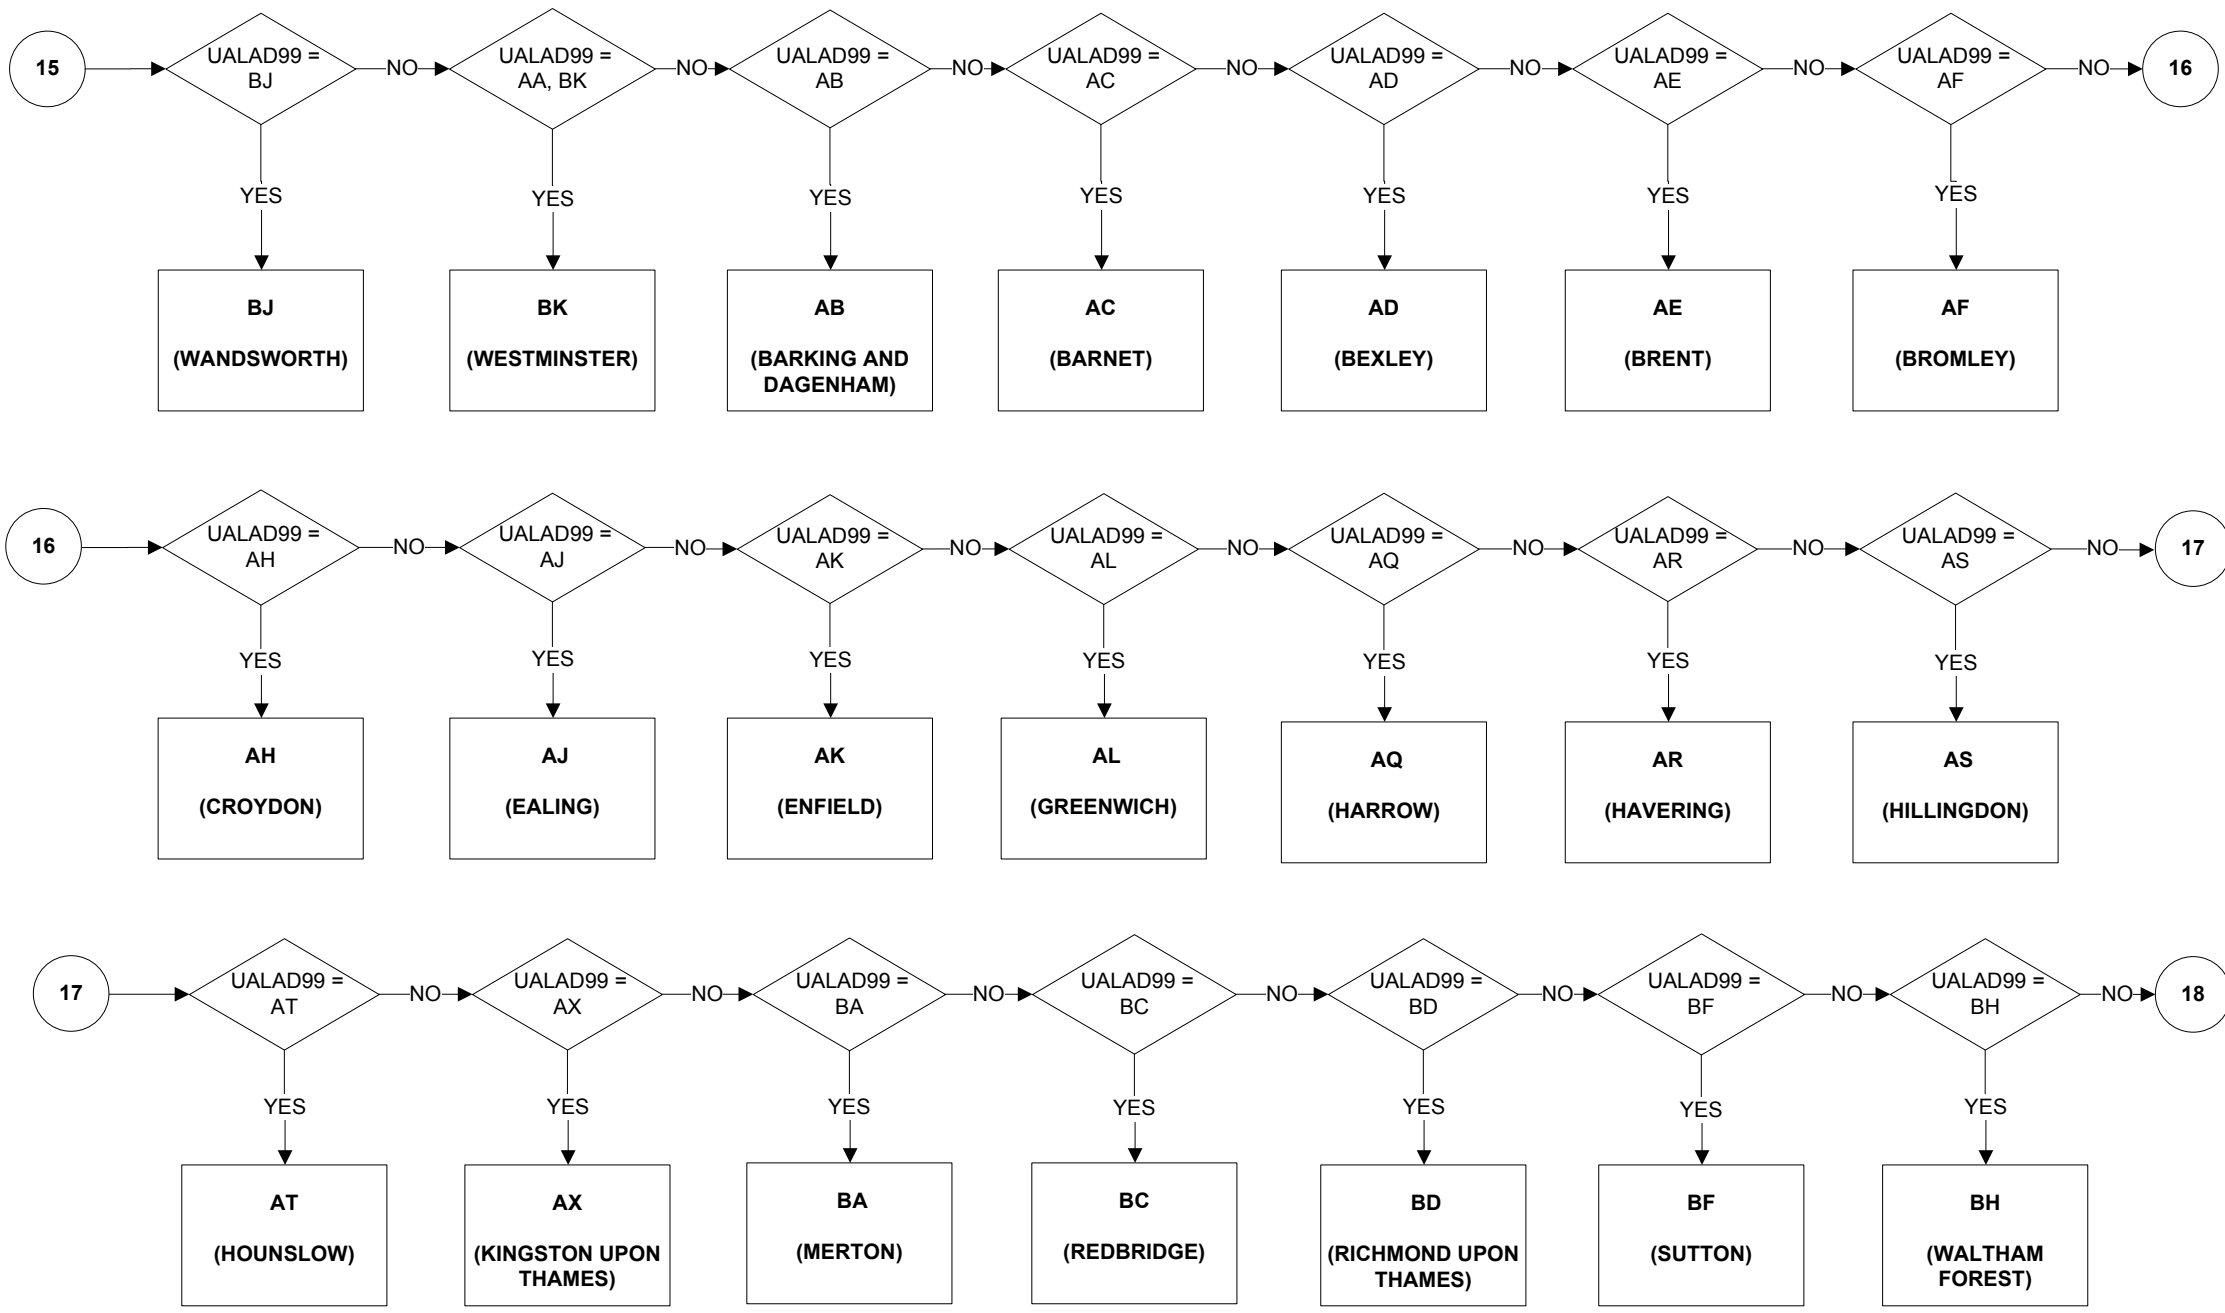 15
UALAD99 =
BJ
NO
UALAD99 =
AA, BK
NO
UALAD99 =
AB
NO
UALAD99 =
AC
NO
UALAD99 =
AD
NO
UALAD99 =
AE
NO
UALAD99 =
AF
NO
16
YES
YES
YES
YES
YES
YES
YES
BJ
(WANDSWORTH)
BK
(WESTMINSTER)
AB
(BARKING AND
DAGENHAM)
AC
(BARNET)
AD
(BEXLEY)
AE
(BRENT)
AF
(BROMLEY)
16
UALAD99 =
AH
NO
UALAD99 =
AJ
NO
UALAD99 =
AK
NO
UALAD99 =
AL
NO
UALAD99 =
AQ
NO
UALAD99 =
AR
NO
UALAD99 =
AS
NO
17
YES
YES
YES
YES
YES
YES
YES
AH
(CROYDON)
AJ
(EALING)
AK
(ENFIELD)
AL
(GREENWICH)
AQ
(HARROW)
AR
(HAVERING)
AS
(HILLINGDON)
17
UALAD99 =
AT
NO
UALAD99 =
AX
NO
UALAD99 =
BA
NO
UALAD99 =
BC
NO
UALAD99 =
BD
NO
UALAD99 =
BF
NO
UALAD99 =
BH
NO
18
YES
YES
YES
YES
YES
YES
YES
AT
(HOUNSLOW)
AX
(KINGSTON UPON
THAMES)
BA
(MERTON)
BC
(REDBRIDGE)
BD
(RICHMOND UPON
THAMES)
BF
(SUTTON)
BH
(WALTHAM
FOREST)